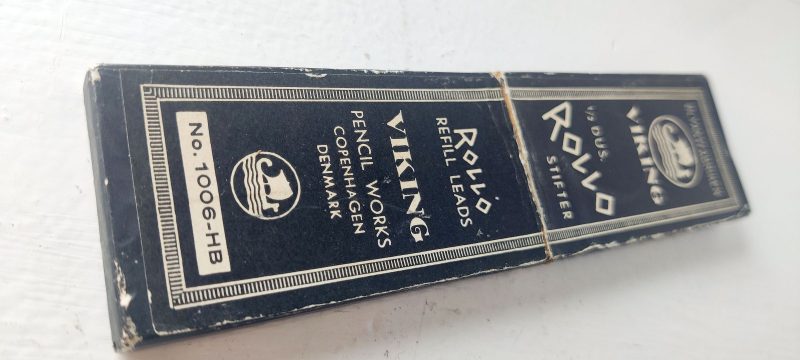 No. 1006-HB
Rollo
REFILL LEADS
VIKING
PENCIL WORKS
COPENHAGEN
DENMARK
VIKING
½ DUS.
Rollo
STIFTER